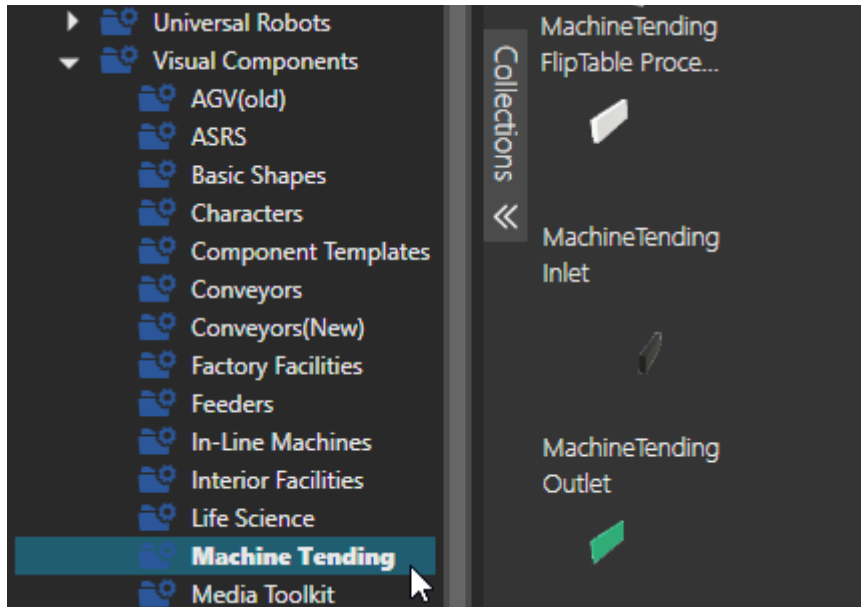 Universal Robots
Visual Components
AGV(old)
ASRS
Basic Shapes
Characters
Component Templates
Conveyors
Conveyors(New)
Factory Facilities
Feeders
In-Line Machines
Interior Facilities
Life Science
Machine Tending
Media Toolkit
Collections
MachineTending
FlipTable Proce...
MachineTending
Inlet
MachineTending
Outlet